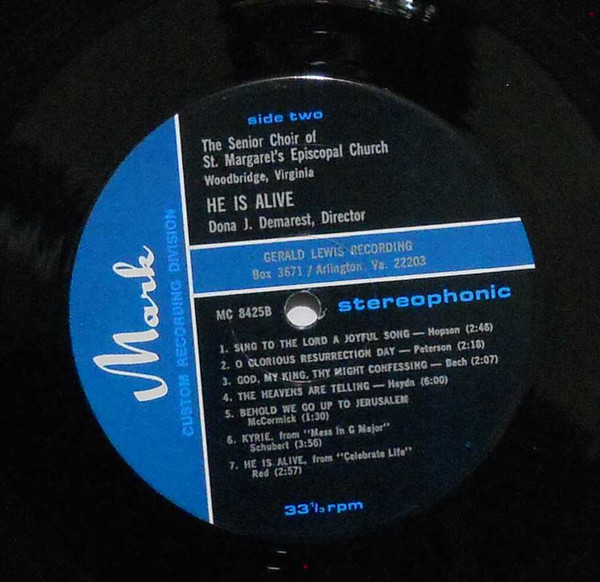 side two
The Senior Choir of
St. Margaret's Episcopal Church
Woodbridge, Virginia
HE IS ALIVE
Dona J. Demarest, Director
GERALD LEWIS RECORDING
Box 3671 / Arlington, Va. 22203
MC 8425B
stereophonic
1. SING TO THE LORD A JOYFUL SONG — Hopson (2:46)
2. O GLORIOUS RESURRECTION DAY — Peterson (2:18)
3. GOD, MY KING, THY MIGHT CONFESSING — Bach (2:07)
4. THE HEAVENS ARE TELLING — Haydn (6:00)
5. BEHOLD WE GO UP TO JERUSALEM
McCormick (1:30)
6. KYRIE, from "Mass in G Major"
Schubert (3:56)
7. HE IS ALIVE, from "Celebrate Life"
Red (2:57)
33⅓ rpm
Mark
CUSTOM RECORDING DIVISION